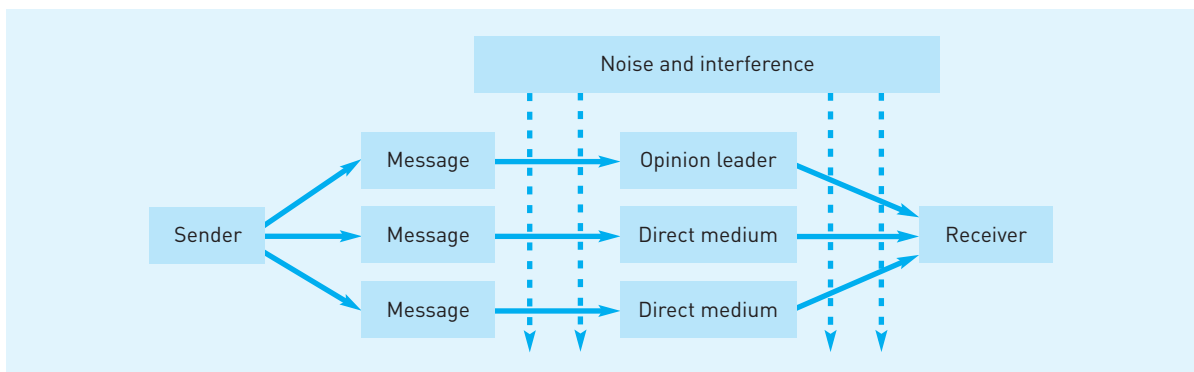 Noise and interference
Message
Opinion leader
Sender
Message
Direct medium
Receiver
Message
Direct medium